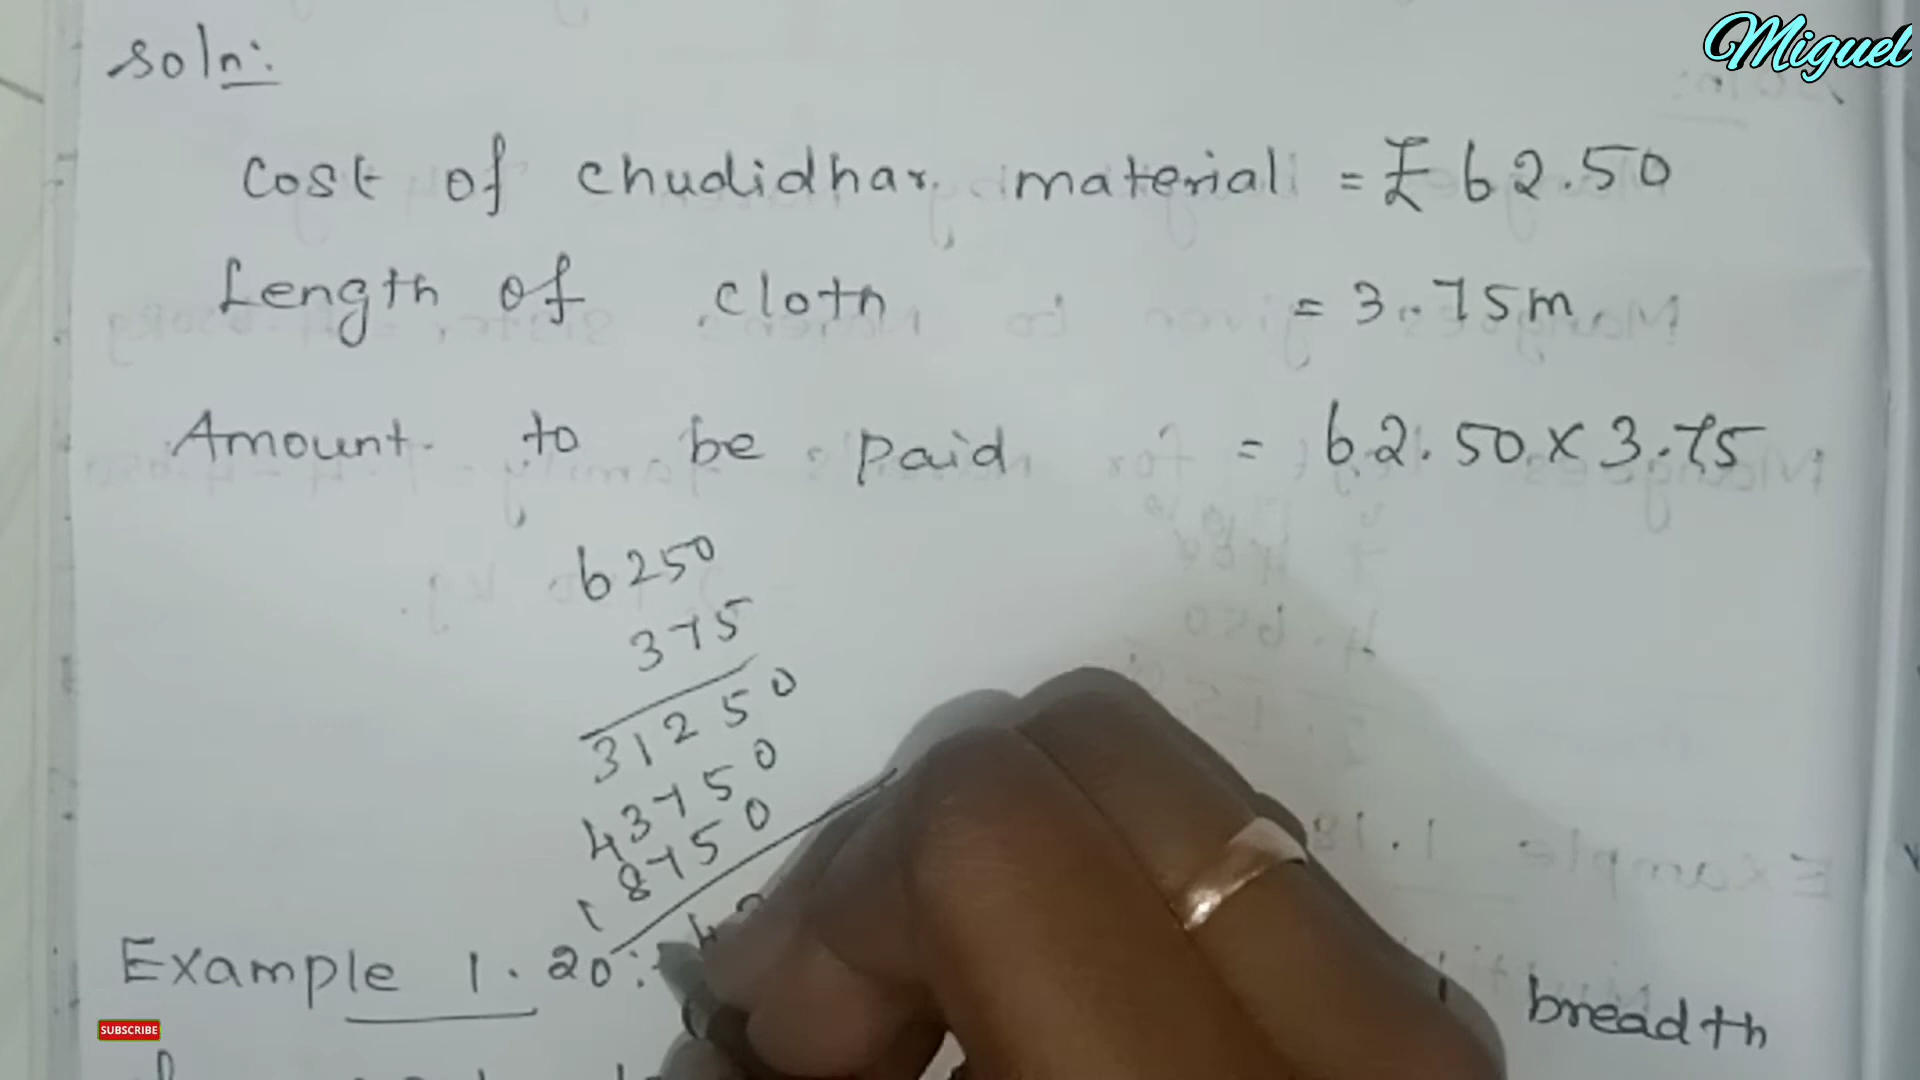 Miguel
Soln:
Cost of chudidhar material = ₹ 62.50
Length of cloth = 3.75m
Amount to be paid = 62.50 x 3.75
6250
375
31250
43750
18750
Example 1.20:-
breadth
SUBSCRIBE